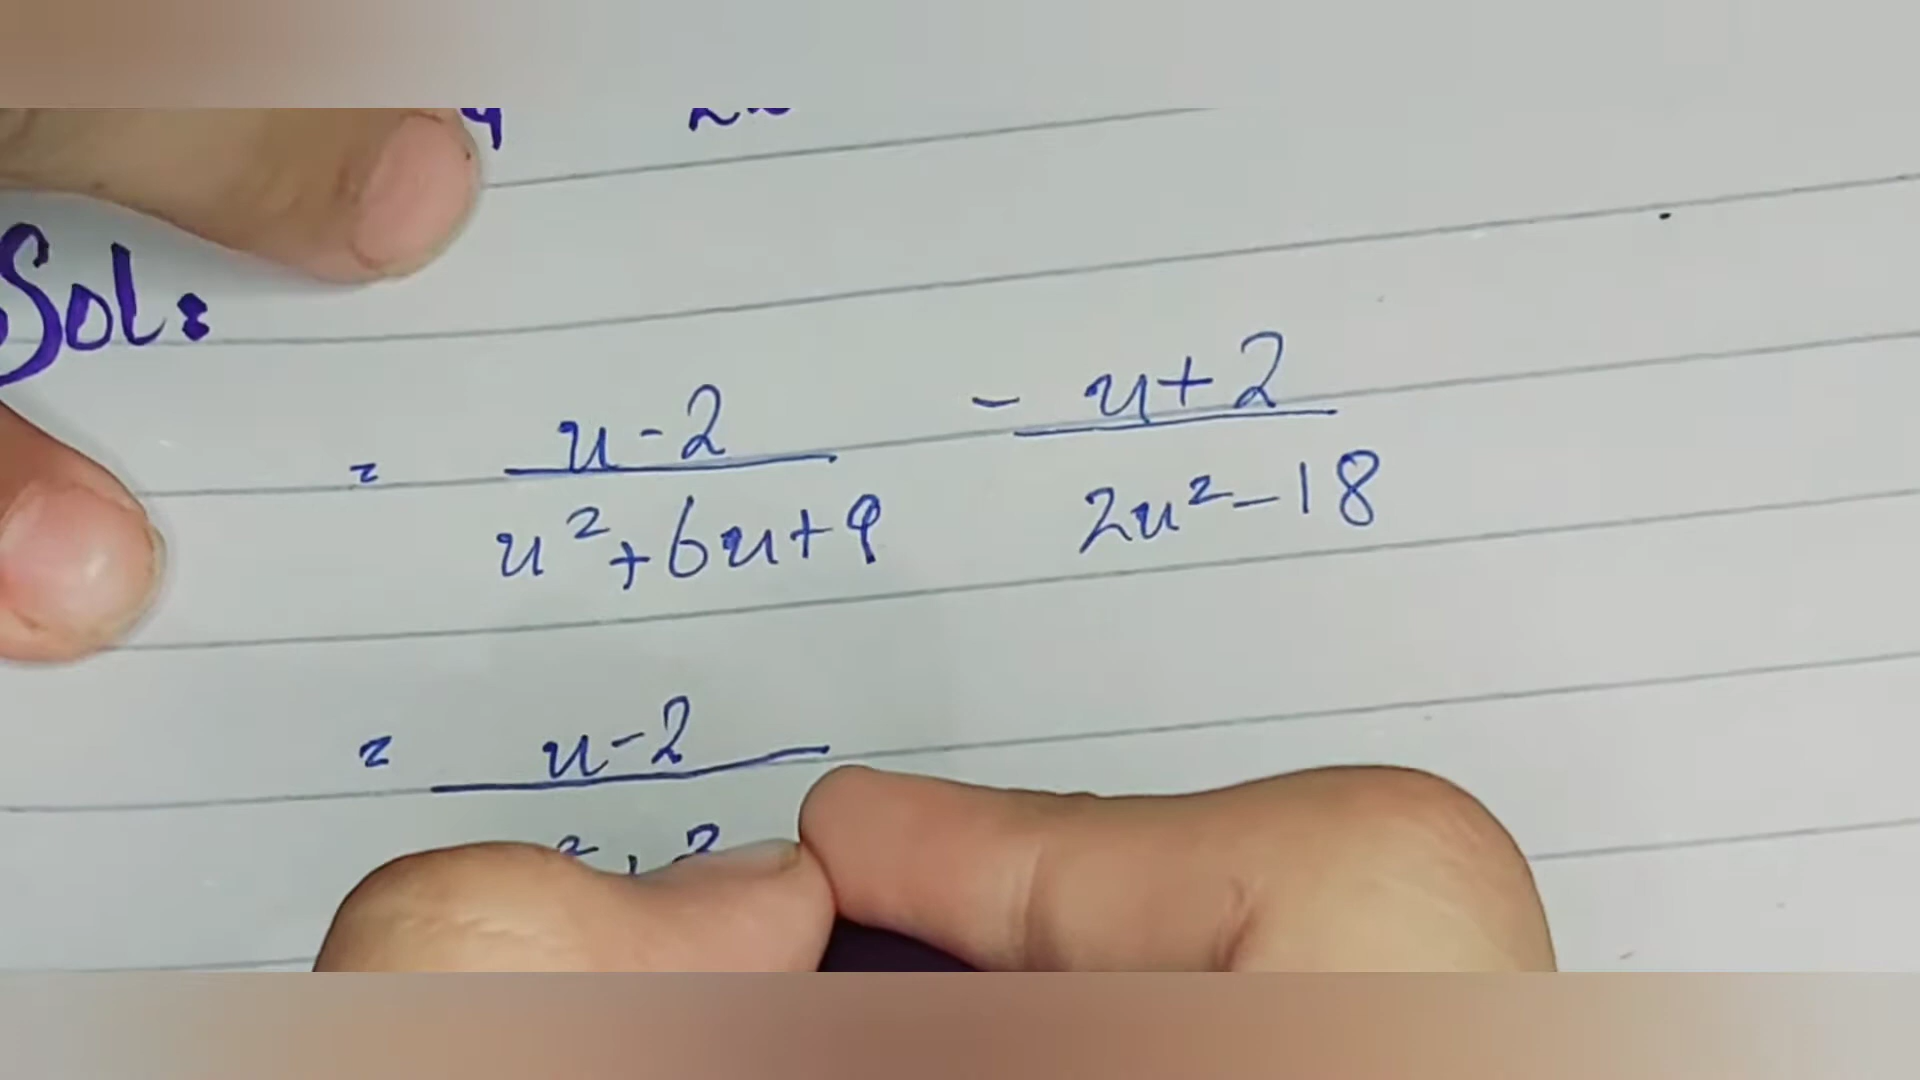 Sol:
= x-2 / x²+6x+9 - x+2 / 2x²-18
= x-2